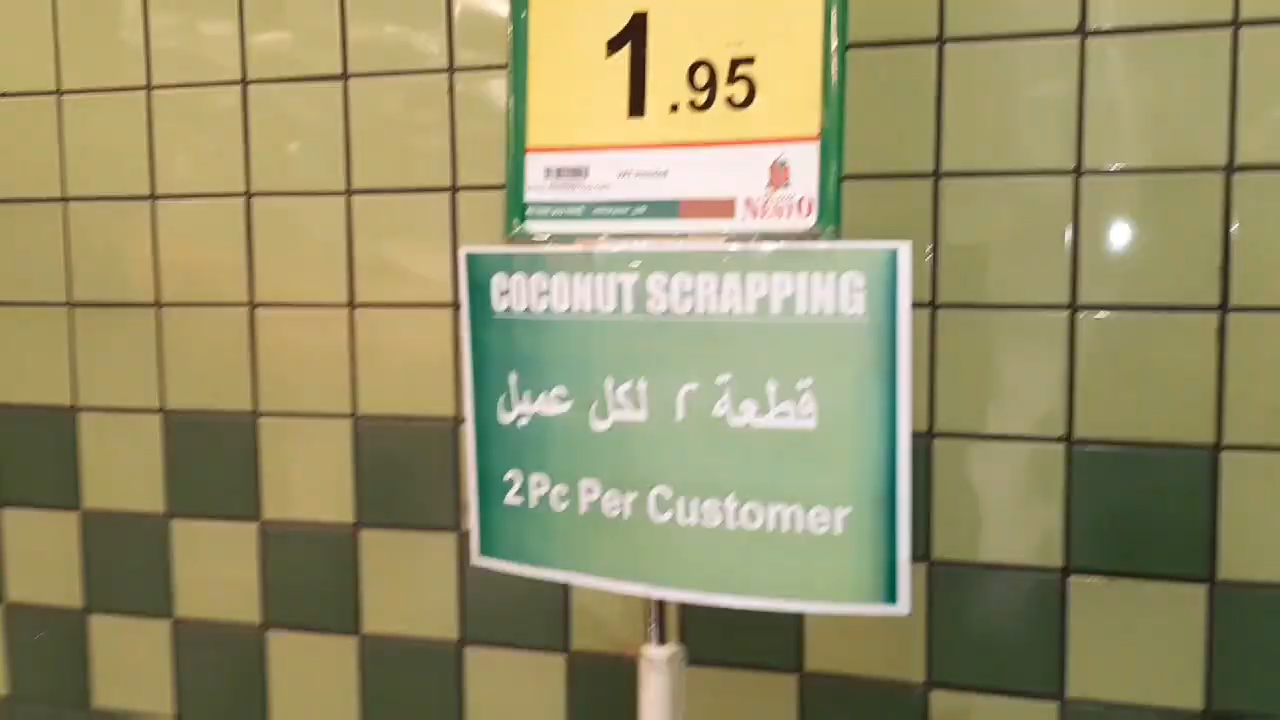 1.95
NESTO
COCONUT SCRAPPING
قطعة ٢ لكل عميل
2Pc Per Customer